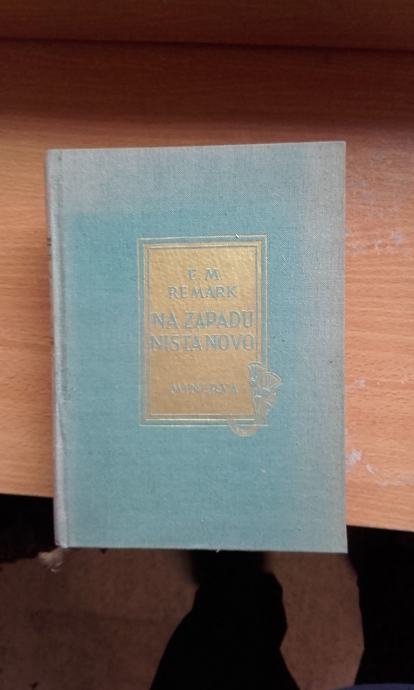 E. M.
REMARK
NA ZAPADU
NIŠTA NOVO
MINERVA